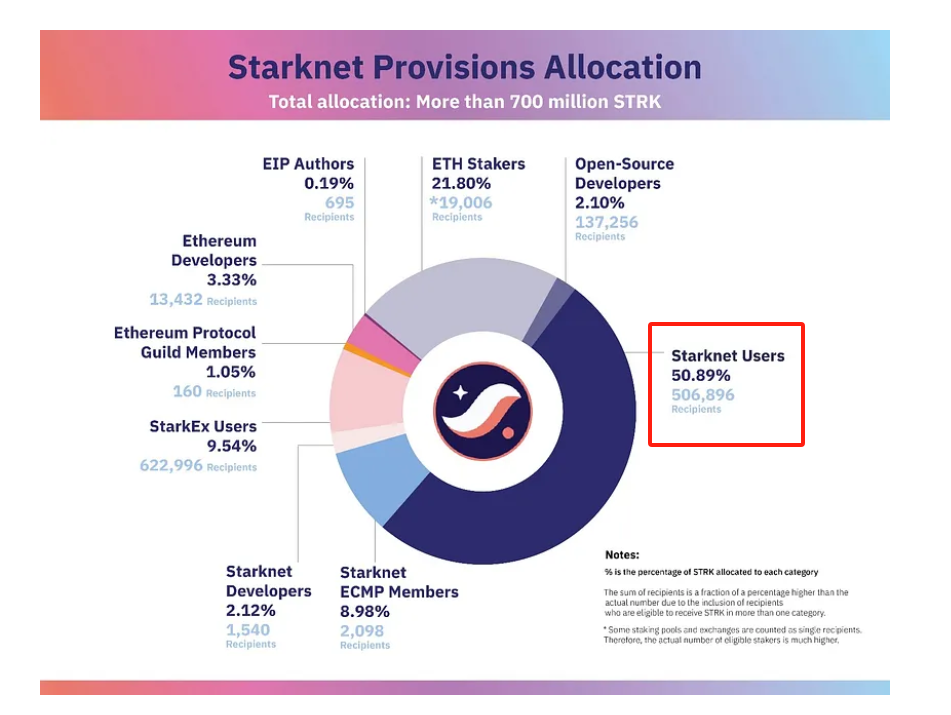 Starknet Provisions Allocation
Total allocation: More than 700 million STRK
EIP Authors
0.19%
695
Recipients
ETH Stakers
21.80%
*19,006
Recipients
Open-Source
Developers
2.10%
137,256
Recipients
Ethereum
Developers
3.33%
13,432 Recipients
Ethereum Protocol
Guild Members
1.05%
160 Recipients
StarkEx Users
9.54%
622,996 Recipients
Starknet Users
50.89%
506,896
Recipients
Starknet
Developers
2.12%
1,540
Recipients
Starknet
ECMP Members
8.98%
2,098
Recipients
Notes:
% is the percentage of STRK allocated to each category
The sum of recipients is a fraction of a percentage higher than the
actual number due to the inclusion of recipients
who are eligible to receive STRK in more than one category.
* Some staking pools and exchanges are counted as single recipients.
Therefore, the actual number of eligible stakers is much higher.